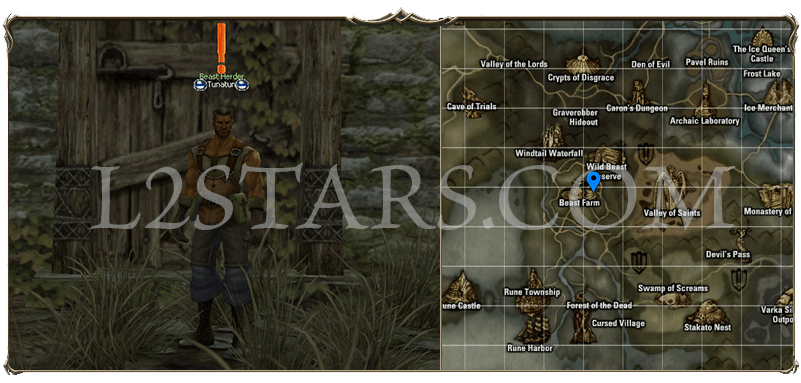 Beast Herder
Tunatun
L2STARS.COM
Valley of the Lords
Crypts of Disgrace
Den of Evil
Pavel Ruins
The Ice Queen's
Castle
Frost Lake
Cave of Trials
Graverobber
Hideout
Caron's Dungeon
Archaic Laboratory
Ice Merchant
Windtail Waterfall
Wild Beast
serve
Beast Farm
Valley of Saints
Monastery of
Devil's Pass
une Castle
Rune Township
Forest of the Dead
Swamp of Screams
Cursed Village
Stakato Nest
Varka Si
Outpo
Rune Harbor